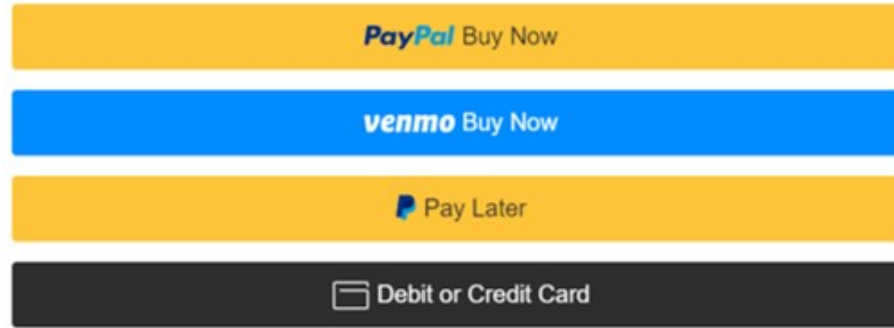 PayPal Buy Now
venmo Buy Now
Pay Later
Debit or Credit Card